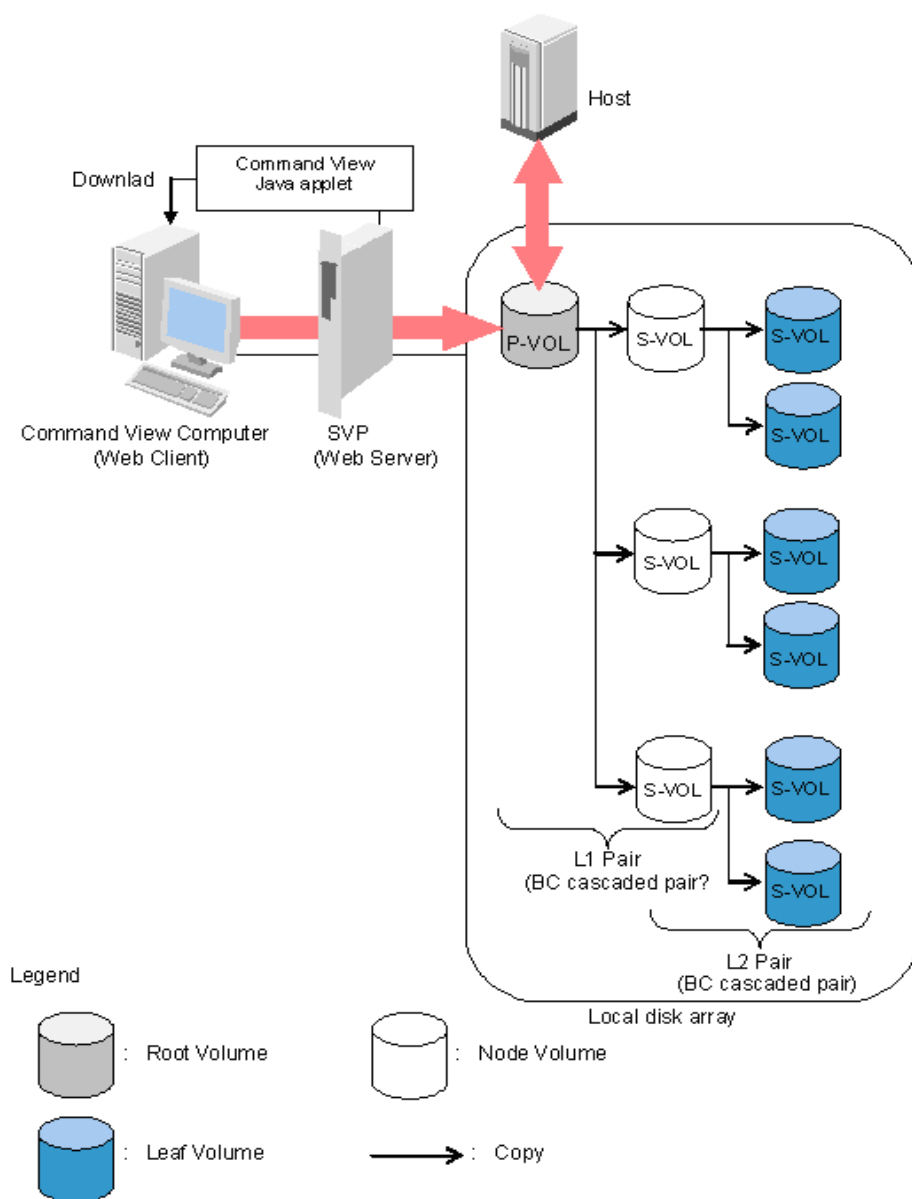 Host
Command View
Java applet
Downlad
P-VOL
S-VOL
S-VOL
S-VOL
Command View Computer
(Web Client)
SVP
(Web Server)
S-VOL
S-VOL
S-VOL
S-VOL
S-VOL
S-VOL
L1 Pair
(BC cascaded pair?
L2 Pair
(BC cascaded pair)
Local disk array
Legend
: Root Volume
: Node Volume
: Leaf Volume
: Copy